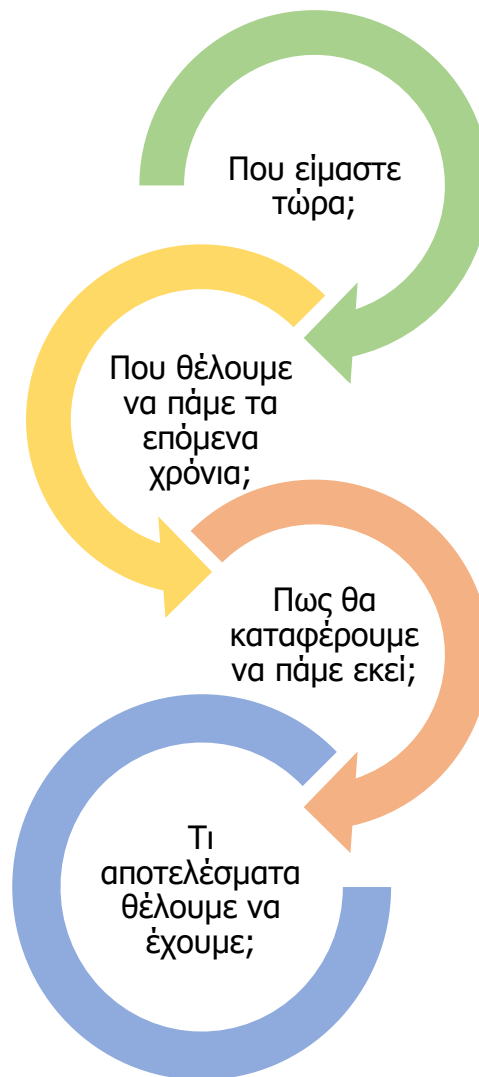 Που είμαστε
τώρα;
Που θέλουμε
να πάμε τα
επόμενα
χρόνια;
Πως θα
καταφέρουμε
να πάμε εκεί;
Τι
αποτελέσματα
θέλουμε να
έχουμε;